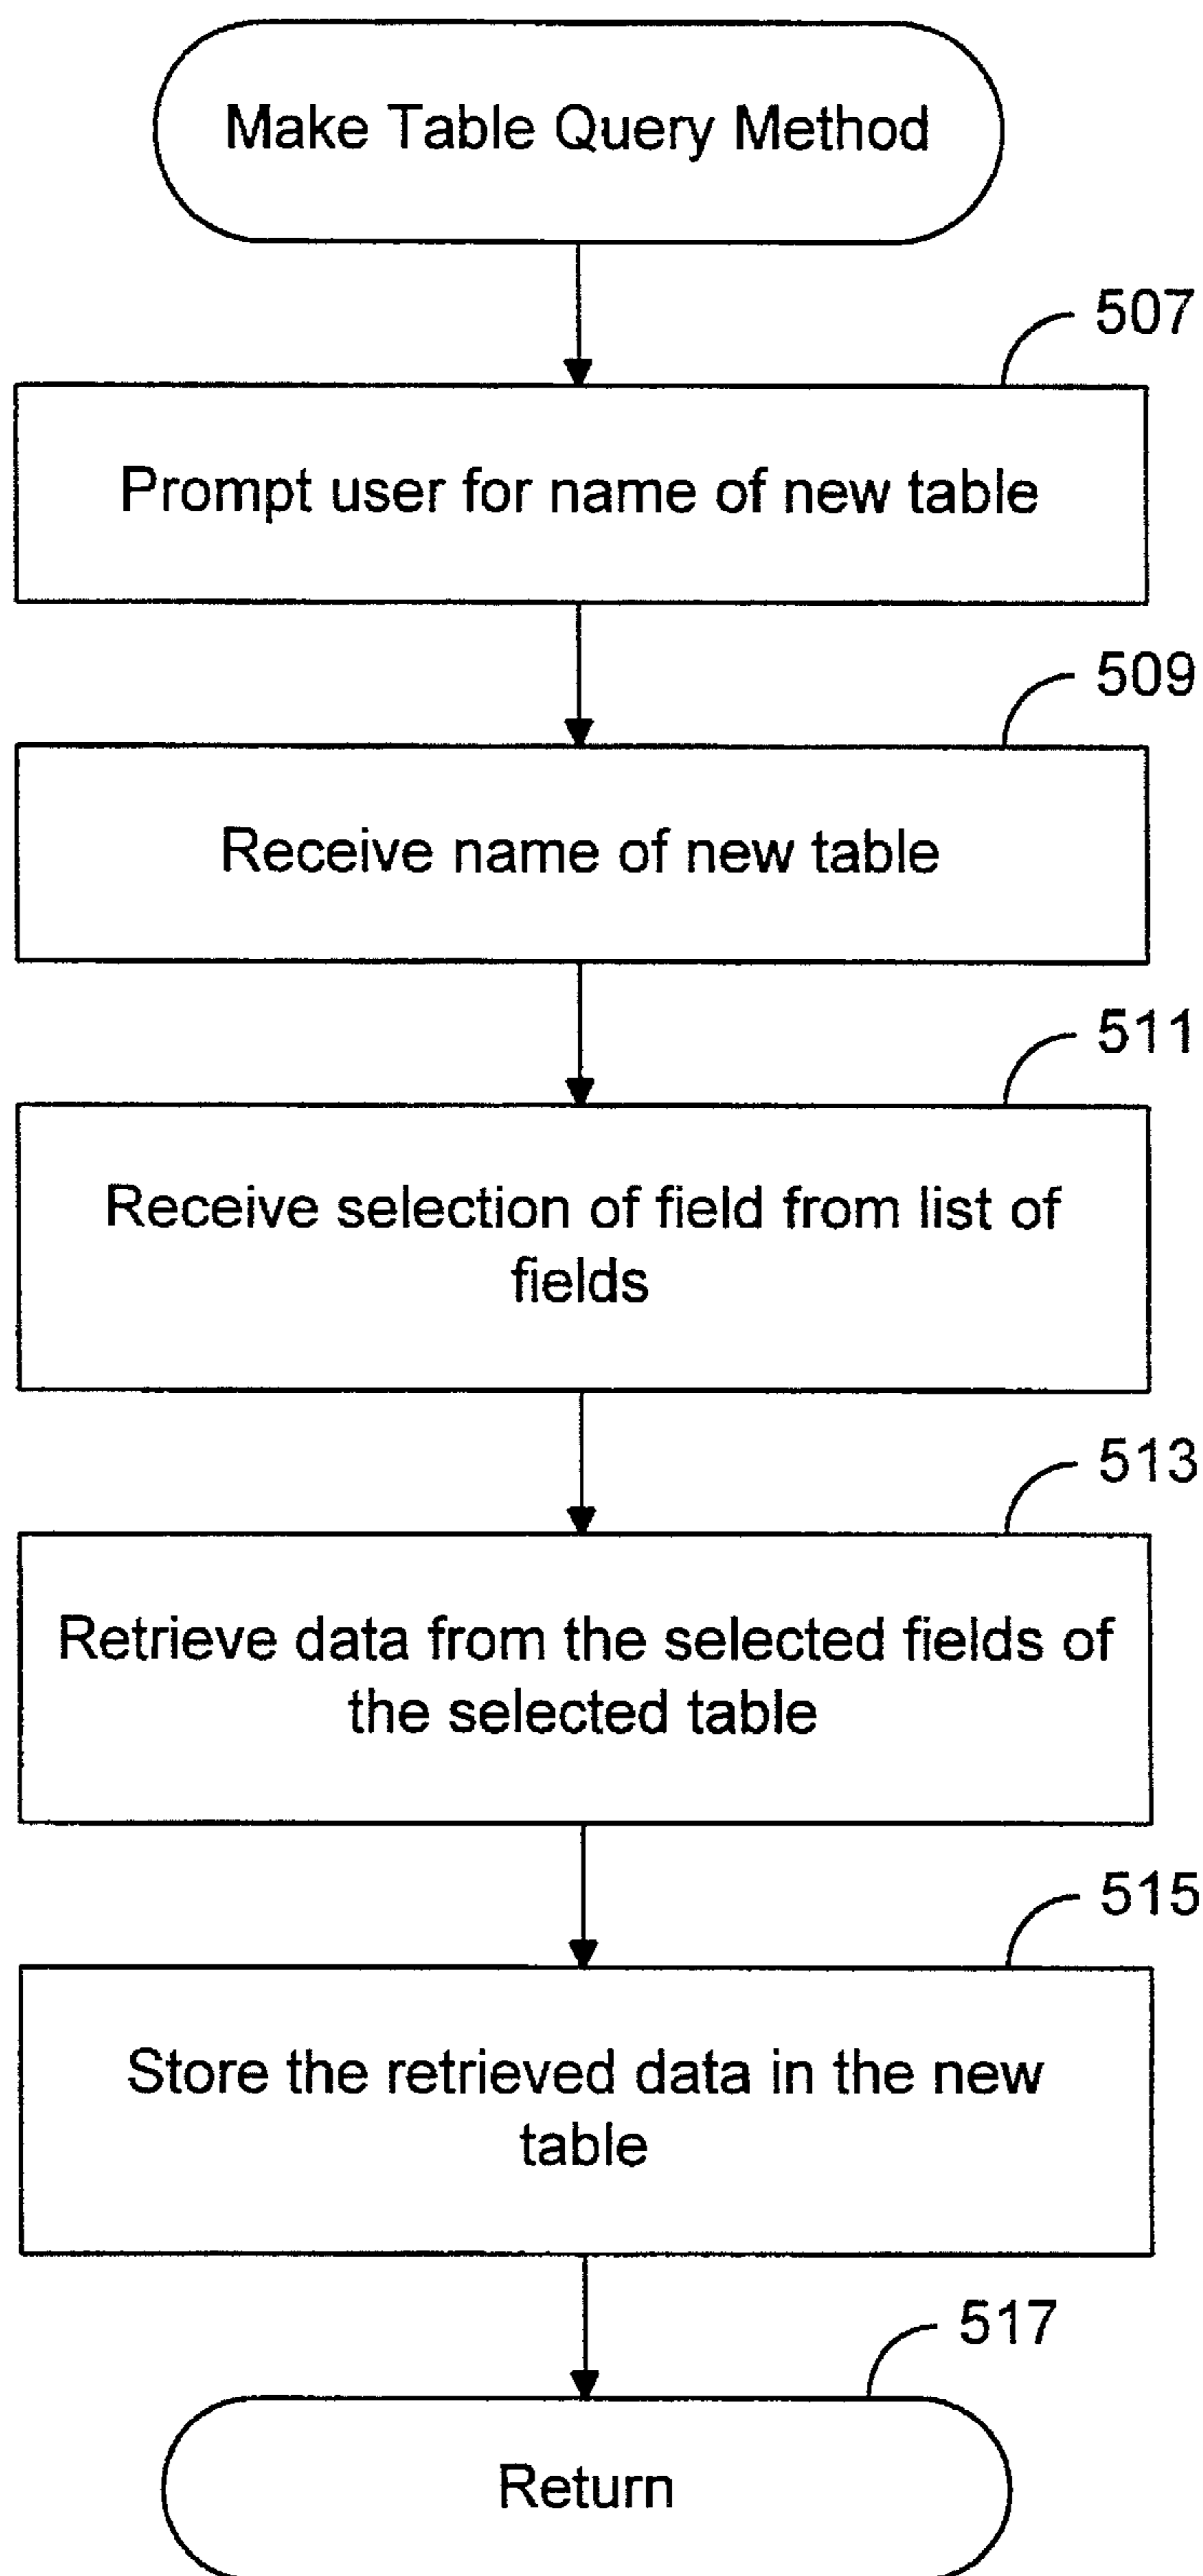 Make Table Query Method
507
Prompt user for name of new table
509
Receive name of new table
511
Receive selection of field from list of
fields
513
Retrieve data from the selected fields of
the selected table
515
Store the retrieved data in the new
table
517
Return